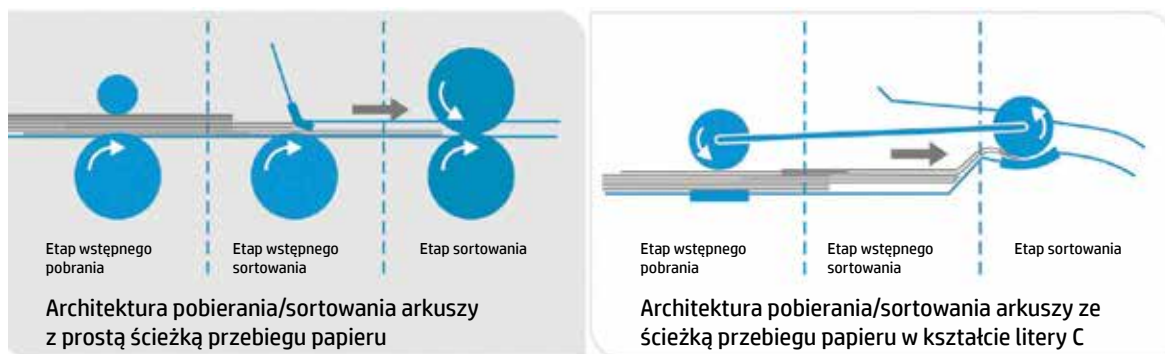 Etap wstępnego
pobrania
Etap wstępnego
sortowania
Etap sortowania
Architektura pobierania/sortowania arkuszy
z prostą ścieżką przebiegu papieru
Etap wstępnego
pobrania
Etap wstępnego
sortowania
Etap sortowania
Architektura pobierania/sortowania arkuszy ze
ścieżką przebiegu papieru w kształcie litery C